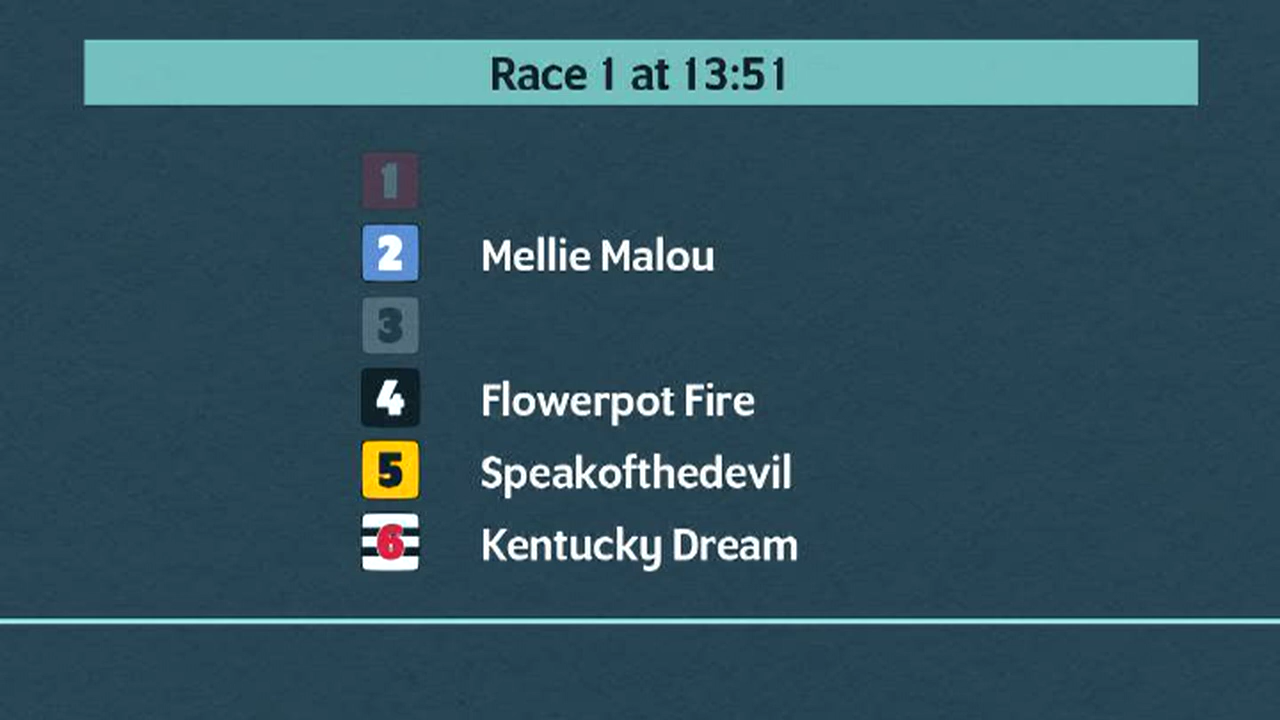 Race 1 at 13:51
1
2 Mellie Malou
3
4 Flowerpot Fire
5 Speakofthedevil
6 Kentucky Dream